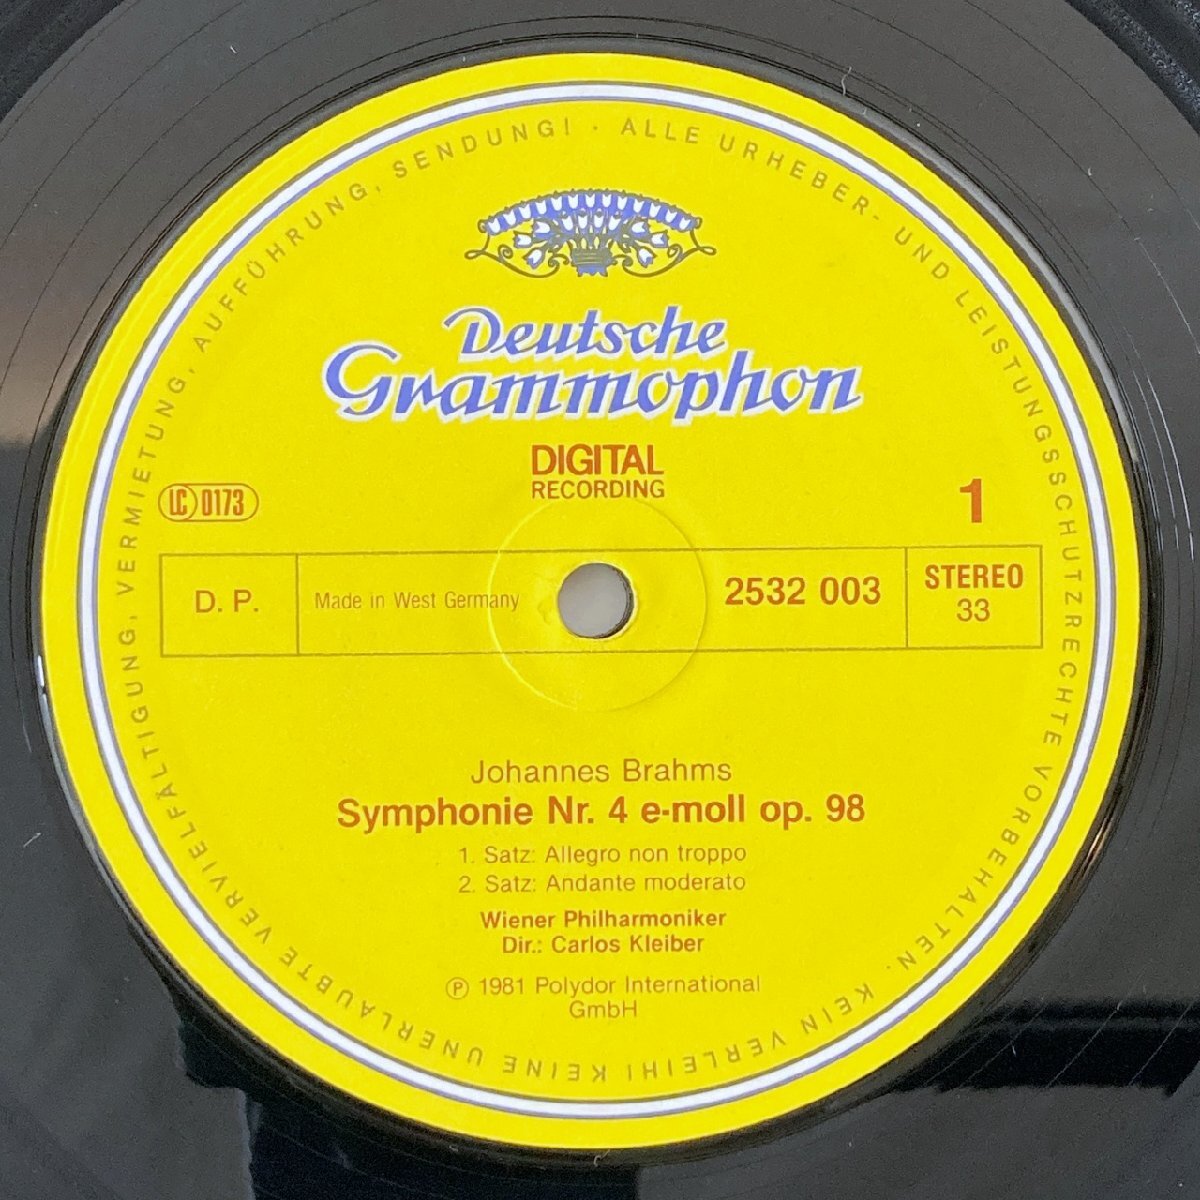 ALLE URHEBER- UND LEISTUNGSSCHUTZRECHTE VORBEHALTEN. KEIN VERLEIH! KEINE UNERLAUBTE VERVIELFÄLTIGUNG, VERMIETUNG, AUFFÜHRUNG, SENDUNG! ·
Deutsche
Grammophon
DIGITAL
RECORDING
LC 0173
1
D. P.
Made in West Germany
2532 003
STEREO
33
Johannes Brahms
Symphonie Nr. 4 e-moll op. 98
1. Satz: Allegro non troppo
2. Satz: Andante moderato
Wiener Philharmoniker
Dir.: Carlos Kleiber
Ⓟ 1981 Polydor International
GmbH